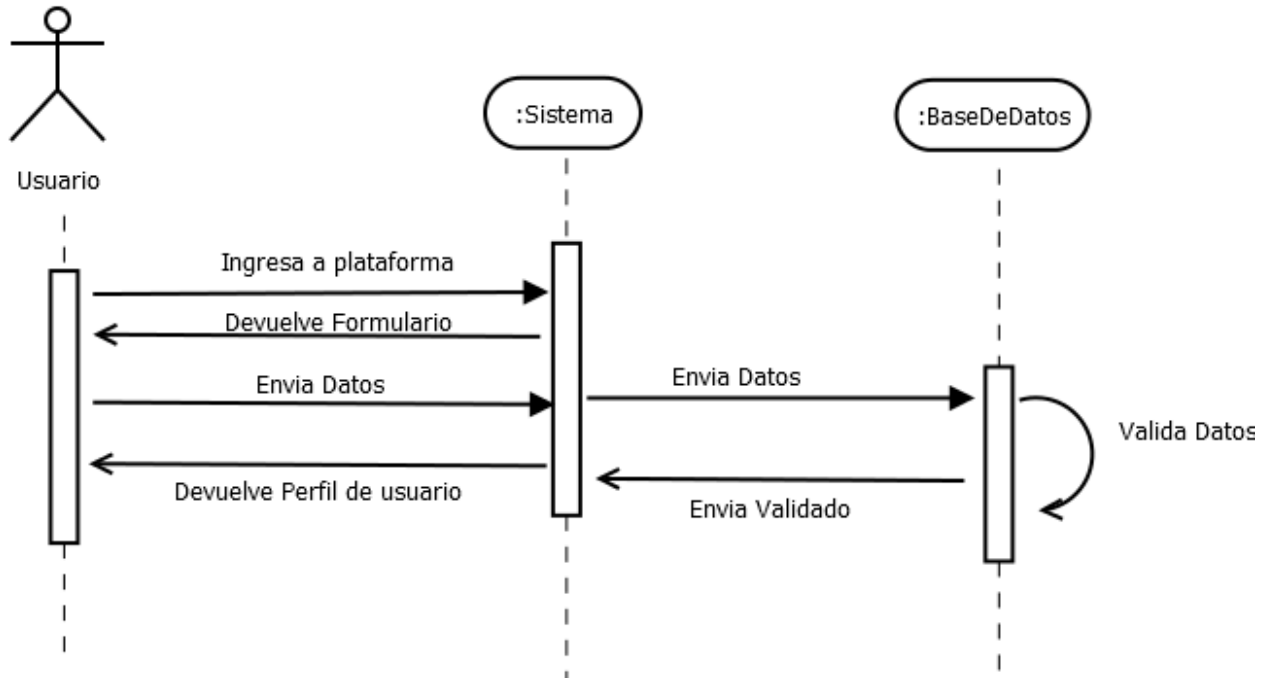 :Sistema
:BaseDeDatos
Usuario
Ingresa a plataforma
Devuelve Formulario
Envia Datos
Envia Datos
Valida Datos
Devuelve Perfil de usuario
Envia Validado